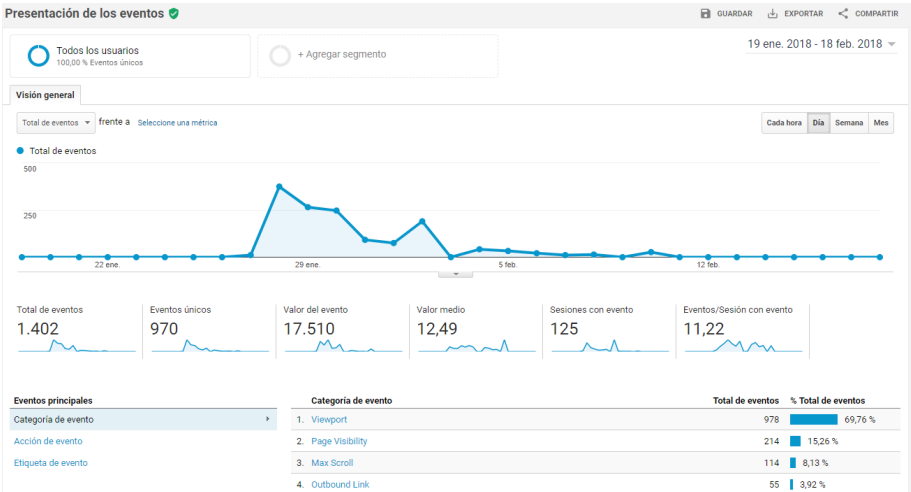 Presentación de los eventos
GUARDAR EXPORTAR COMPARTIR
Todos los usuarios
100,00 % Eventos únicos
+ Agregar segmento
19 ene. 2018 - 18 feb. 2018
Visión general
Total de eventos frente a Seleccione una métrica
Cada hora Día Semana Mes
Total de eventos
500
250
22 ene. 29 ene. 5 feb. 12 feb.
Total de eventos Eventos únicos Valor del evento Valor medio Sesiones con evento Eventos/Sesión con evento
1.402 970 17.510 12,49 125 11,22
Eventos principales Categoría de evento Total de eventos % Total de eventos
Categoría de evento 1. Viewport 978 69,76 %
Acción de evento 2. Page Visibility 214 15,26 %
Etiqueta de evento 3. Max Scroll 114 8,13 %
4. Outbound Link 55 3,92 %